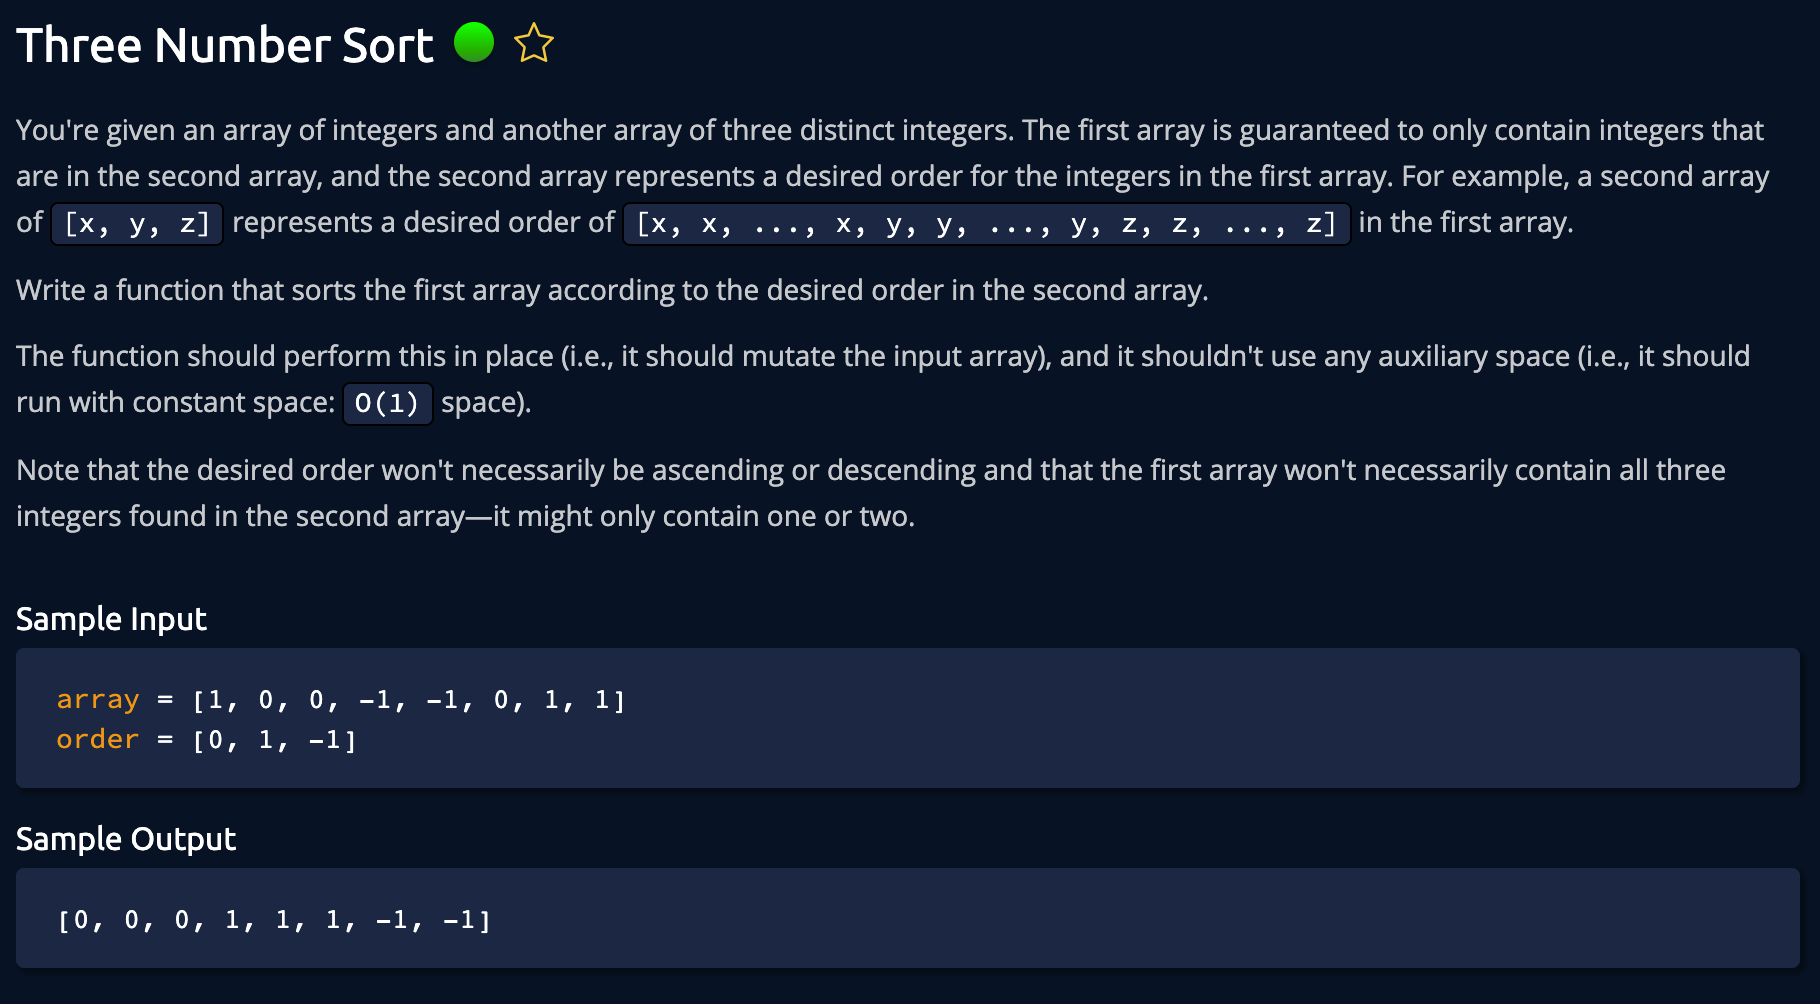 Three Number Sort
You're given an array of integers and another array of three distinct integers. The first array is guaranteed to only contain integers that
are in the second array, and the second array represents a desired order for the integers in the first array. For example, a second array
of [x, y, z] represents a desired order of [x, x, ..., x, y, y, ..., y, z, z, ..., z] in the first array.
Write a function that sorts the first array according to the desired order in the second array.
The function should perform this in place (i.e., it should mutate the input array), and it shouldn't use any auxiliary space (i.e., it should
run with constant space: O(1) space).
Note that the desired order won't necessarily be ascending or descending and that the first array won't necessarily contain all three
integers found in the second array—it might only contain one or two.
Sample Input
array = [1, 0, 0, -1, -1, 0, 1, 1]
order = [0, 1, -1]
Sample Output
[0, 0, 0, 1, 1, 1, -1, -1]